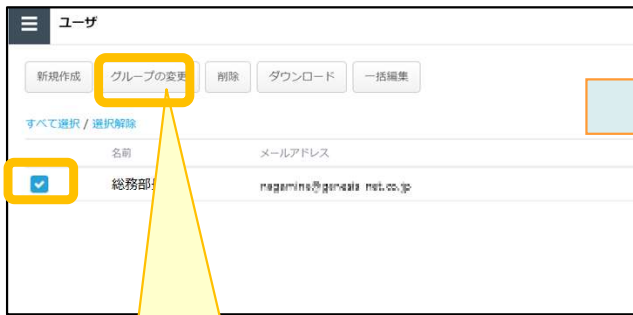 ユーザ
新規作成 グループの変更 削除 ダウンロード 一括編集
すべて選択 / 選択解除
名前 メールアドレス
総務部